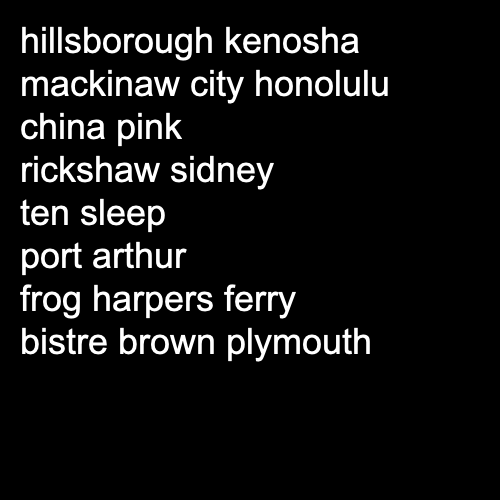 hillsborough kenosha
mackinaw city honolulu
china pink
rickshaw sidney
ten sleep
port arthur
frog harpers ferry
bistre brown plymouth